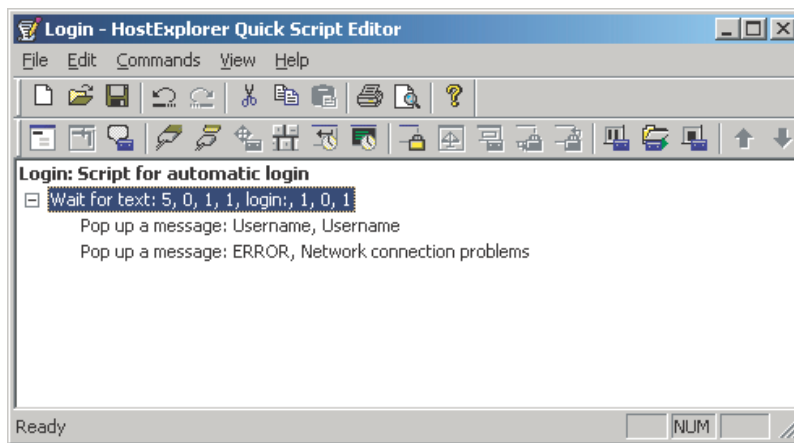 Login - HostExplorer Quick Script Editor
File Edit Commands View Help
Login: Script for automatic login
Wait for text: 5, 0, 1, 1, login:, 1, 0, 1
Pop up a message: Username, Username
Pop up a message: ERROR, Network connection problems
Ready NUM